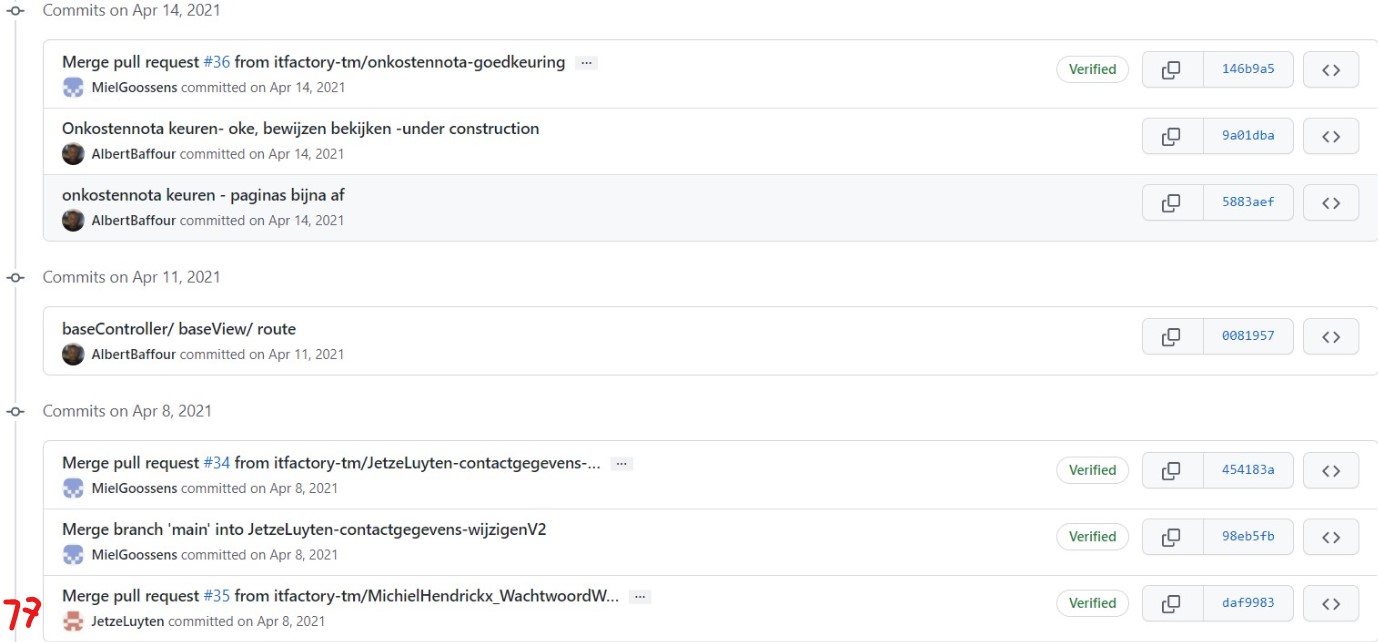 Commits on Apr 14, 2021
Merge pull request #36 from itfactory-tm/onkostennota-goedkeuring ...
Verified 146b9a5
MielGoossens committed on Apr 14, 2021
Onkostennota keuren- oke, bewijzen bekijken -under construction
9a01dba
AlbertBaffour committed on Apr 14, 2021
onkostennota keuren - paginas bijna af
5883aef
AlbertBaffour committed on Apr 14, 2021
Commits on Apr 11, 2021
baseController/ baseView/ route
0081957
AlbertBaffour committed on Apr 11, 2021
Commits on Apr 8, 2021
Merge pull request #34 from itfactory-tm/JetzeLuyten-contactgegevens-... ...
Verified 454183a
MielGoossens committed on Apr 8, 2021
Merge branch 'main' into JetzeLuyten-contactgegevens-wijzigenV2
Verified 98eb5fb
MielGoossens committed on Apr 8, 2021
Merge pull request #35 from itfactory-tm/MichielHendrickx_WachtwoordW... ...
Verified daf9983
77
JetzeLuyten committed on Apr 8, 2021